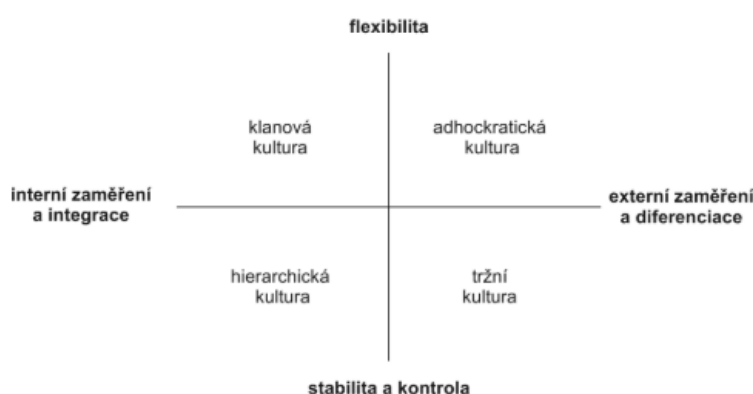 flexibilita
klanová
kultura
adhockratická
kultura
interní zaměření
a integrace
externí zaměření
a diferenciace
hierarchická
kultura
tržní
kultura
stabilita a kontrola